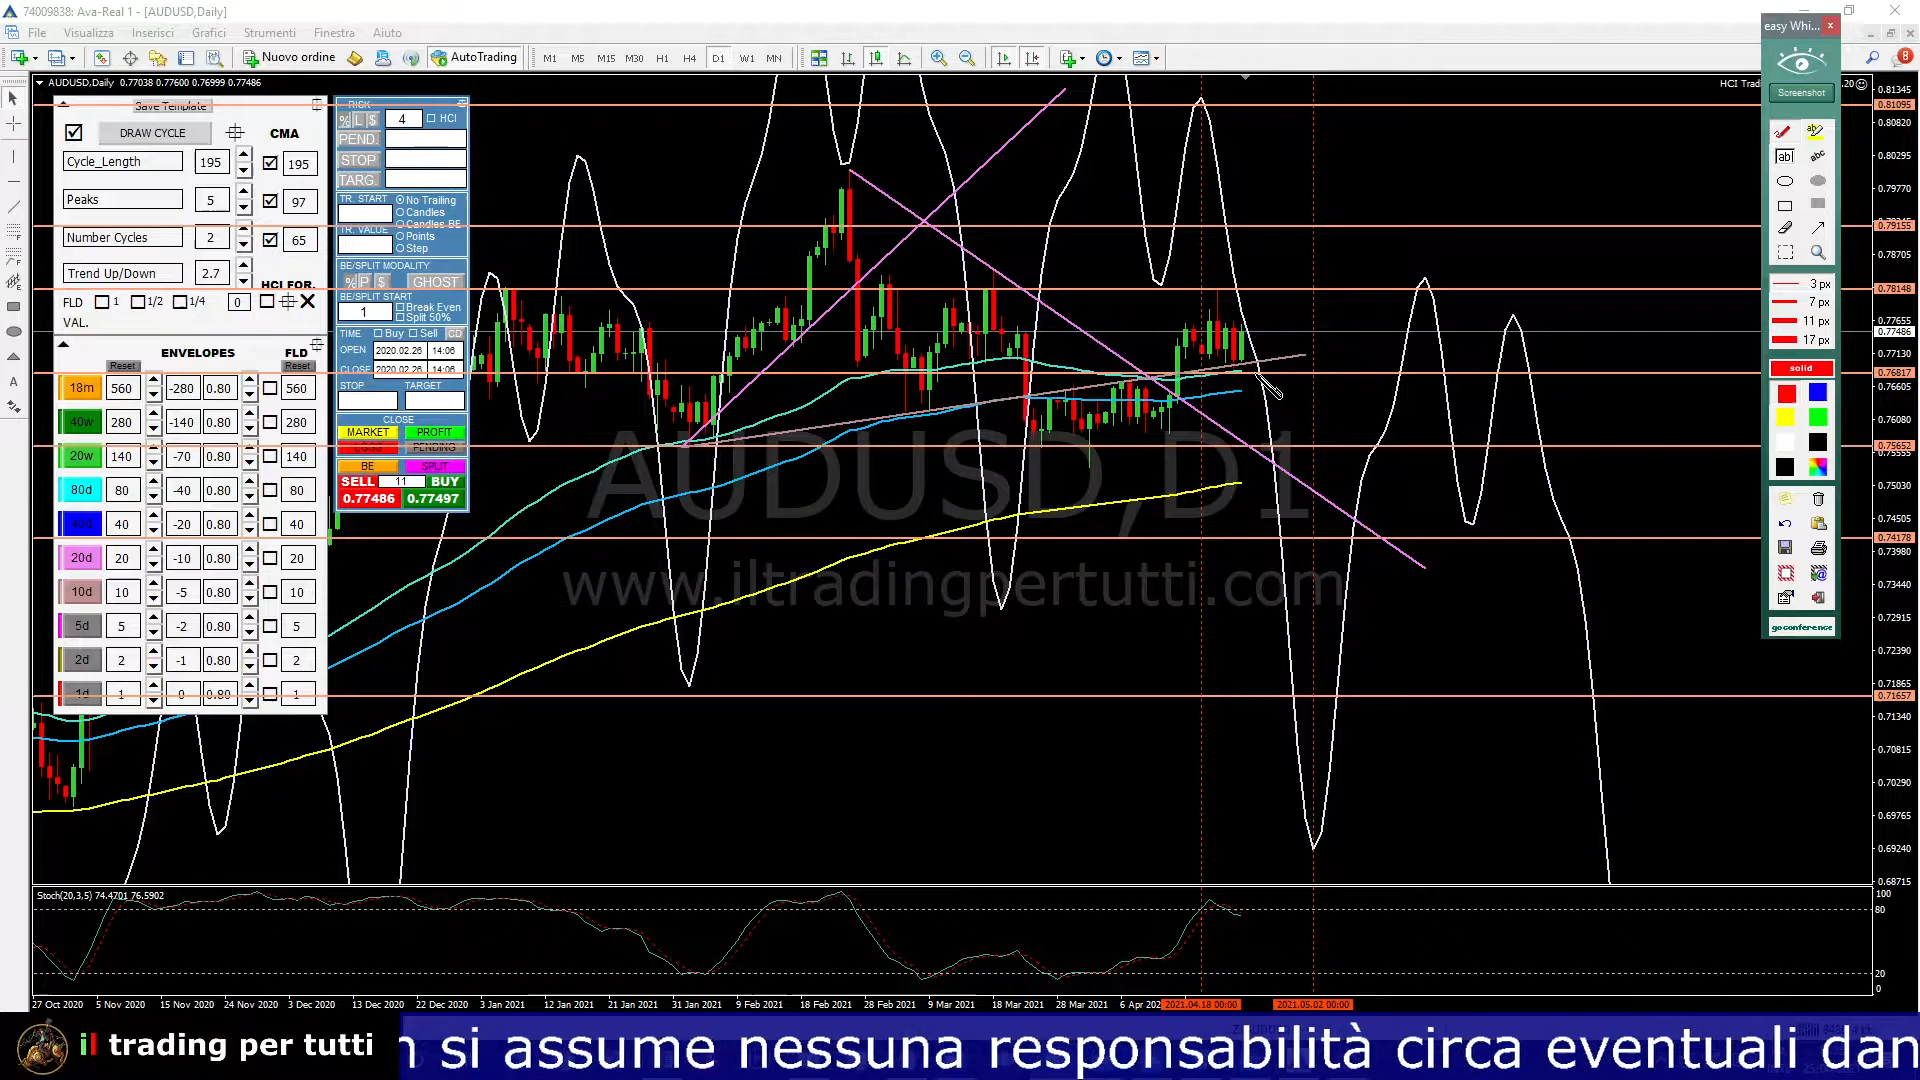 74009838: Ava-Real 1 - [AUDUSD,Daily]
File Visualizza Inserisci Grafici Strumenti Finestra Aiuto
Nuovo ordine AutoTrading M1 M5 M15 M30 H1 H4 D1 W1 MN
8
AUDUSD,Daily 0.77038 0.77600 0.76999 0.77486
Save Template
DRAW CYCLE CMA
Cycle_Length 195 195
Peaks 5 97
Number Cycles 2 65
Trend Up/Down 2.7
HCI FOR.
FLD 1 1/2 1/4 0
VAL.
ENVELOPES FLD
Reset Reset
18m 560 -280 0.80 560
40w 280 -140 0.80 280
20w 140 -70 0.80 140
80d 80 -40 0.80 80
40d 40 -20 0.80 40
20d 20 -10 0.80 20
10d 10 -5 0.80 10
5d 5 -2 0.80 5
2d 2 -1 0.80 2
1d 1 0 0.80 1
RISK
% L $ 4 HCI
PEND.
STOP
TARG.
TR. START No Trailing
Candles
Candles BE
TR. VALUE Points
Step
BE/SPLIT MODALITY
% P $ GHOST
BE/SPLIT START
1 Break Even
Split 50%
TIME Buy Sell CD
OPEN 2020.02.26 14:06
CLOSE 2020.02.26 14:06
STOP TARGET
CLOSE
MARKET PROFIT
LOSS PENDING
BE SPLIT
SELL 11 BUY
0.77486 0.77497
AUDUSD,D1
www.iltradingpertutti.com
easy Whi...
Screenshot
ab
abc
3 px
7 px
11 px
17 px
solid
goconference
0.81345
0.81095
0.80820
0.80295
0.79770
0.79155
0.78705
0.78148
0.77655
0.77486
0.77130
0.76817
0.76605
0.76080
0.75652
0.75555
0.75030
0.74505
0.74178
0.73980
0.73440
0.72915
0.72390
0.71865
0.71657
0.71340
0.70815
0.70290
0.69765
0.69240
0.68715
Stoch(20,3,5) 74.4701 76.5902
100
80
20
0
27 Oct 2020 5 Nov 2020 15 Nov 2020 24 Nov 2020 3 Dec 2020 13 Dec 2020 22 Dec 2020 3 Jan 2021 12 Jan 2021 21 Jan 2021 31 Jan 2021 9 Feb 2021 18 Feb 2021 28 Feb 2021 9 Mar 2021 18 Mar 2021 28 Mar 2021 6 Apr 2021.04.18 00:00 2021.05.02 00:00
il trading per tutti
n si assume nessuna responsabilità circa eventuali dan